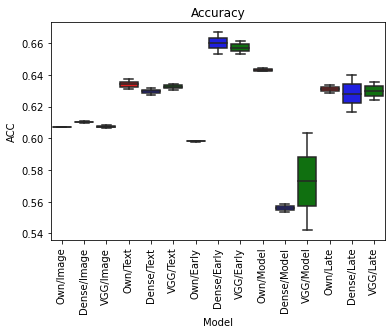 Accuracy
ACC
0.66
0.64
0.62
0.60
0.58
0.56
0.54
Own/Image
Dense/Image
VGG/Image
Own/Text
Dense/Text
VGG/Text
Own/Early
Dense/Early
VGG/Early
Own/Model
Dense/Model
VGG/Model
Own/Late
Dense/Late
VGG/Late
Model